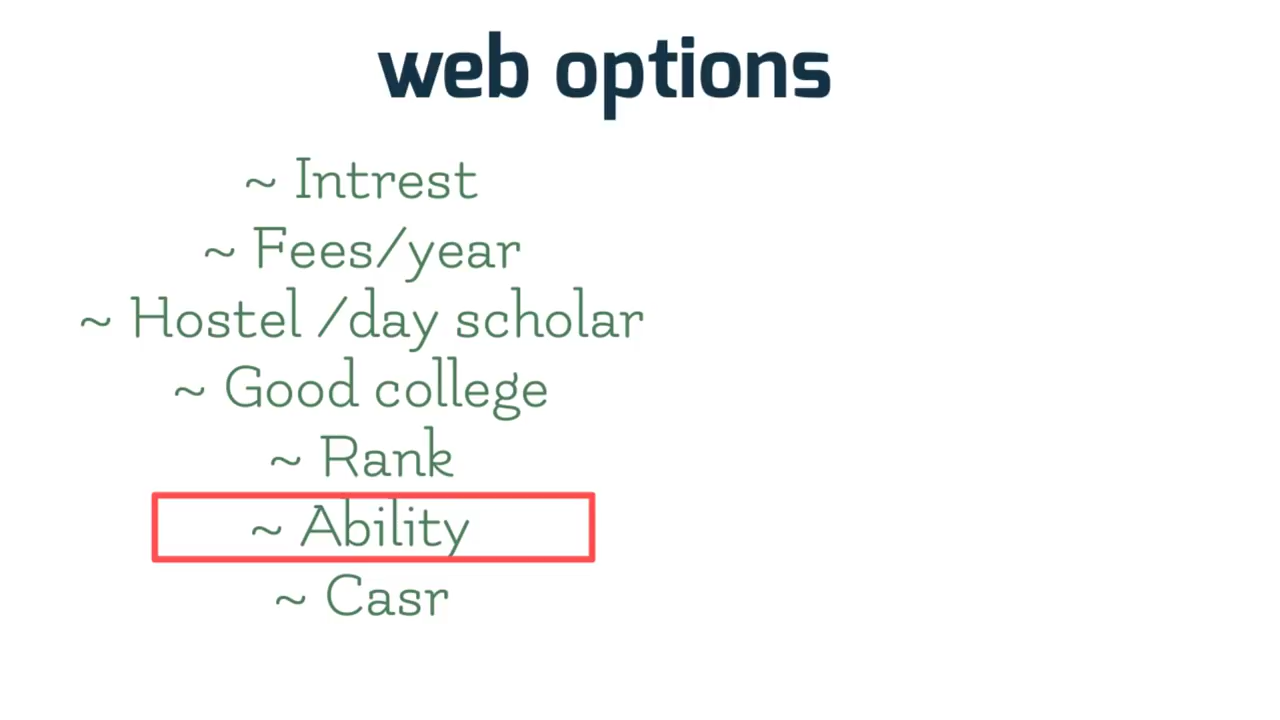 web options
~ Intrest
~ Fees/year
~ Hostel /day scholar
~ Good college
~ Rank
~ Ability
~ Casr